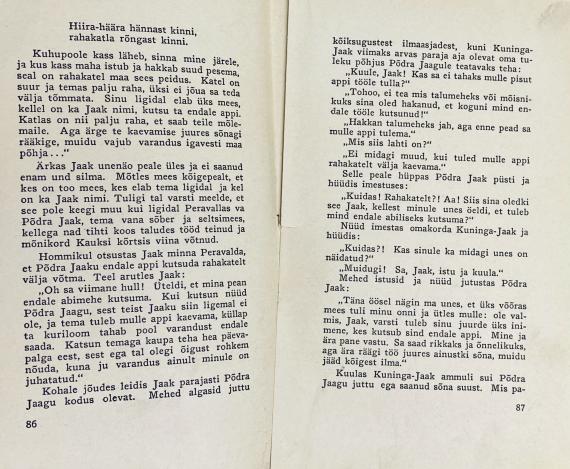 Hiira-häära hännast kinni,
rahakatla rõngast kinni.
Kuhupoole kass läheb, sinna mine järele,
ja kus kass maha istub ja hakkab suud pesema,
seal on rahakatel maa sees peidus. Katel on
suur ja temas palju raha, üksi ei jõua sa teda
välja tõmmata. Sinu ligidal elab üks mees,
kellel on ka Jaak nimi, kutsu ta endale appi.
Katlas on nii palju raha, et saab teile mõle-
maile. Aga ärge te kaevamise juures sõnagi
rääkige, muidu vajub varandus igavesti maa
põhja..."
Ärkas Jaak unenäo peale üles ja ei saanud
enam und silma. Mõtles mees kõigepealt, et
kes on too mees, kes elab tema ligidal ja kel
on ka Jaak nimi. Tuligi tal varsti meelde, et
see pole keegi muu kui ligidal Peravallas va
Põdra Jaak, tema vana sõber ja seltsimees,
kellega nad tihti koos taludes tööd teinud ja
mõnikord Kauksi kõrtsis viina võtnud.
Hommikul otsustas Jaak minna Peravalda,
et Põdra Jaaku endale appi kutsuda rahakatelt
välja võtma. Teel arutles Jaak:
„Oh sa viimane hull! Üteldi, et mina pean
endale abimehe kutsuma. Kui kutsun nüüd
Põdra Jaagu, sest teist Jaaku siin ligemal ei
ole, ja tema tuleb mulle appi kaevama, küllap
ta kuriloom tahab pool varandust endale
saada. Katsun temaga kaupa teha hea päeva-
palga eest, sest ega tal olegi õigust rohkem
nõuda, kuna ju varandus ainult minule on
juhatatud."
Kohale jõudes leidis Jaak parajasti Põdra
Jaagu kodus olevat. Mehed algasid juttu
86
kõiksugustest ilmaasjadest, kuni Kuninga-
Jaak viimaks arvas paraja aja olevat oma tu-
leku põhjus Põdra Jaagule teatavaks teha:
„Kuule, Jaak! Kas sa ei tahaks mulle pisut
appi tööle tulla?"
„Tohoo, ei tea mis talumeheks või mõisni-
kuks sina oled hakanud, et koguni mind en-
dale tööle kutsunud!"
„Hakkan talumeheks jah, aga enne pead sa
mulle appi tulema."
„Mis siis lahti on?"
„Ei midagi muud, kui tuled mulle appi
rahakatelt välja kaevama."
Selle peale hüppas Põdra Jaak püsti ja
hüüdis imestuses:
„Kuidas! Rahakatelt?! Aa! Siis sina oledki
see Jaak, kellest minule unes öeldi, et tuleb
mind endale abiliseks kutsuma?"
Nüüd imestas omakorda Kuninga-Jaak ja
hüüdis:
„Kuidas?! Kas sinule ka midagi unes on
näidatud?"
„Muidugi! Sa, Jaak, istu ja kuula."
Mehed istusid ja nüüd jutustas Põdra
Jaak:
„Täna öösel nägin ma unes, et üks võõras
mees tuli minu onni ja ütles mulle: ole val-
mis, Jaak, varsti tuleb sinu juurde üks ini-
mene, kes kutsub sind endale appi. Mine ja
ära pane vastu. Sa saad rikkaks ja õnnelikuks,
aga ära räägi töö juures ainustki sõna, muidu
jääd kõigest ilma."
Kuulas Kuninga-Jaak ammuli sui Põdra
Jaagu juttu ega saanud sõna suust. Mis pa-
87